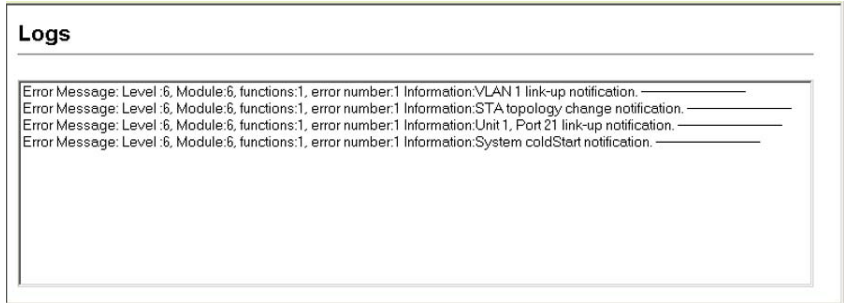 Logs
Error Message: Level :6, Module:6, functions:1, error number:1 Information:VLAN 1 link-up notification.
Error Message: Level :6, Module:6, functions:1, error number:1 Information:STA topology change notification.
Error Message: Level :6, Module:6, functions:1, error number:1 Information:Unit 1, Port 21 link-up notification.
Error Message: Level :6, Module:6, functions:1, error number:1 Information:System coldStart notification.